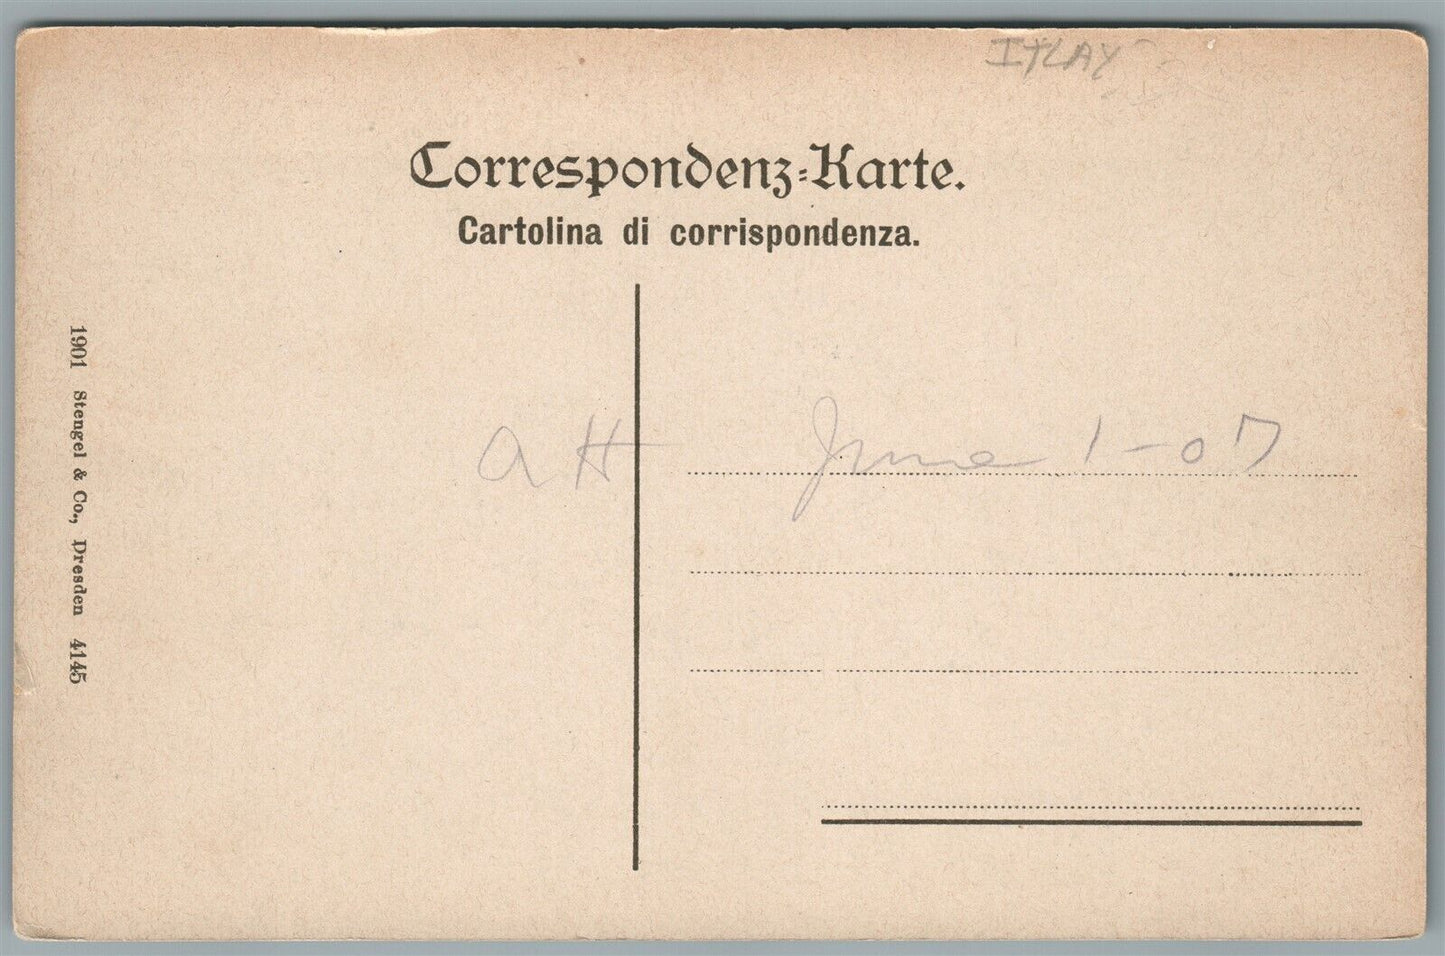 ITLAY
Correspondenz-Karte.
Cartolina di corrispondenza.
1901 Stengel & Co., Dresden 4145
a H June 1-07